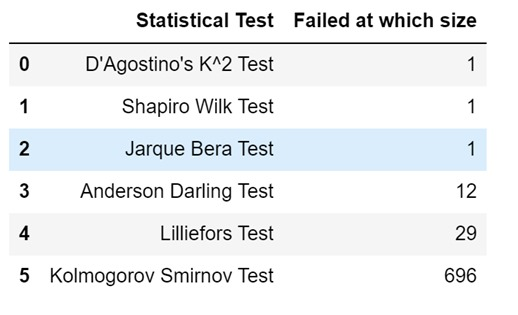 Statistical Test Failed at which size
0 D'Agostino's K^2 Test 1
1 Shapiro Wilk Test 1
2 Jarque Bera Test 1
3 Anderson Darling Test 12
4 Lilliefors Test 29
5 Kolmogorov Smirnov Test 696